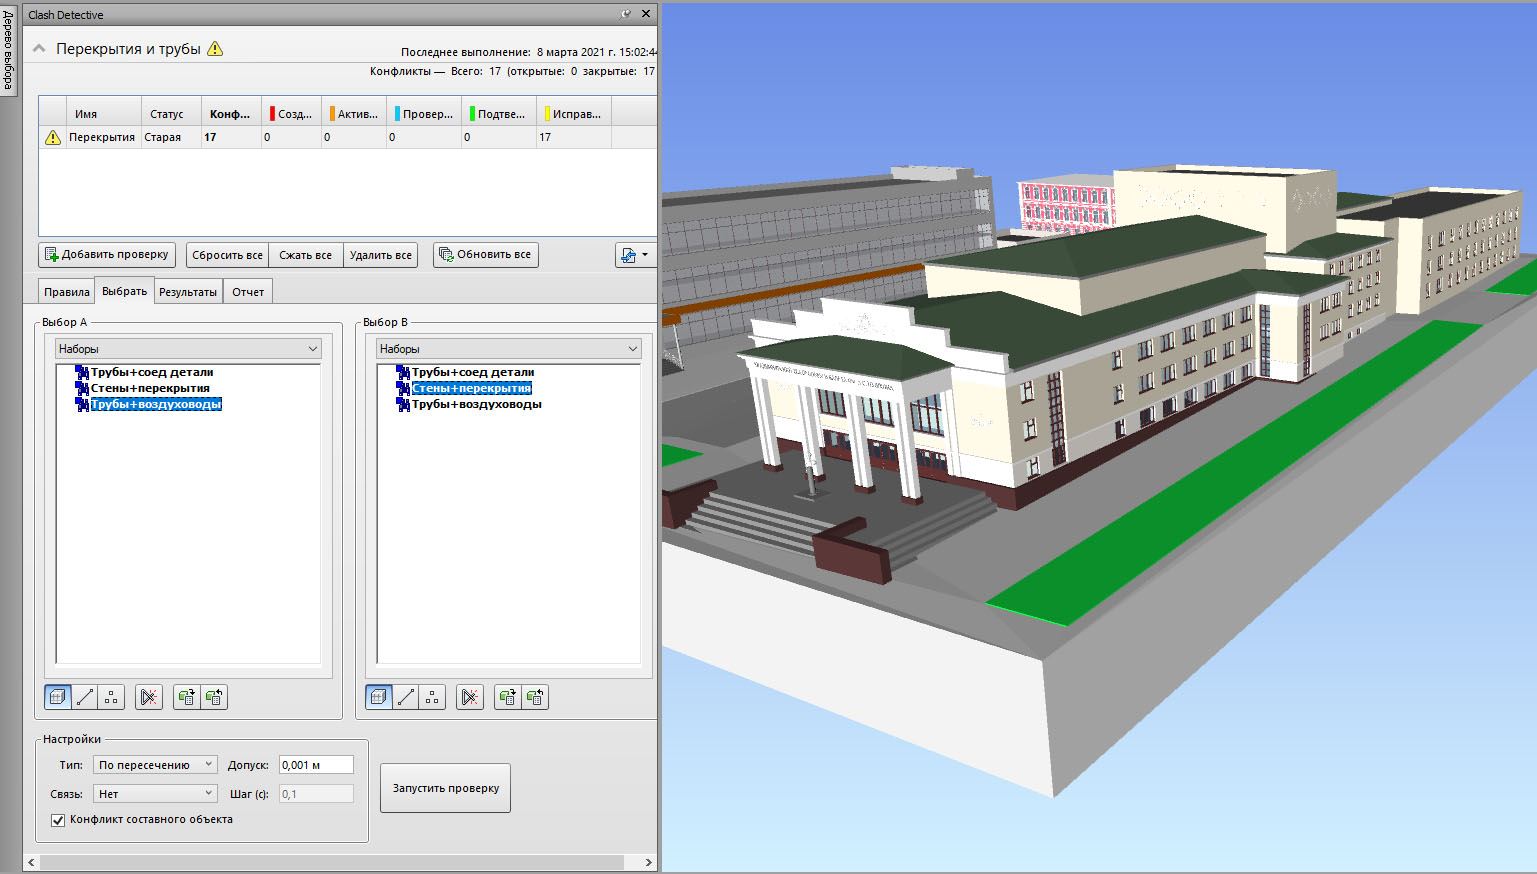 Дерево выбора
Clash Detective
Перекрытия и трубы
Последнее выполнение: 8 марта 2021 г. 15:02:44
Конфликты — Всего: 17 (открытые: 0 закрытые: 17
Имя Статус Конф... Созд... Актив... Провер... Подтве... Исправ...
Перекрытия Старая 17 0 0 0 0 17
Добавить проверку Сбросить все Сжать все Удалить все Обновить все
Правила Выбрать Результаты Отчет
Выбор A Выбор B
Наборы Наборы
Трубы+соед детали Трубы+соед детали
Стены+перекрытия Стены+перекрытия
Трубы+воздуховоды Трубы+воздуховоды
Настройки
Тип: По пересечению Допуск: 0,001 м
Связь: Нет Шаг (с): 0,1
Запустить проверку
Конфликт составного объекта